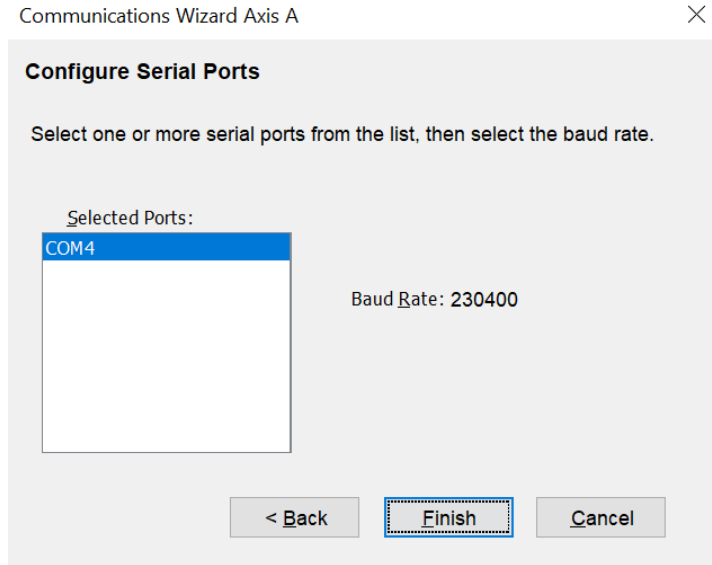 Communications Wizard Axis A
Configure Serial Ports
Select one or more serial ports from the list, then select the baud rate.
Selected Ports:
COM4
Baud Rate: 230400
< Back
Finish
Cancel